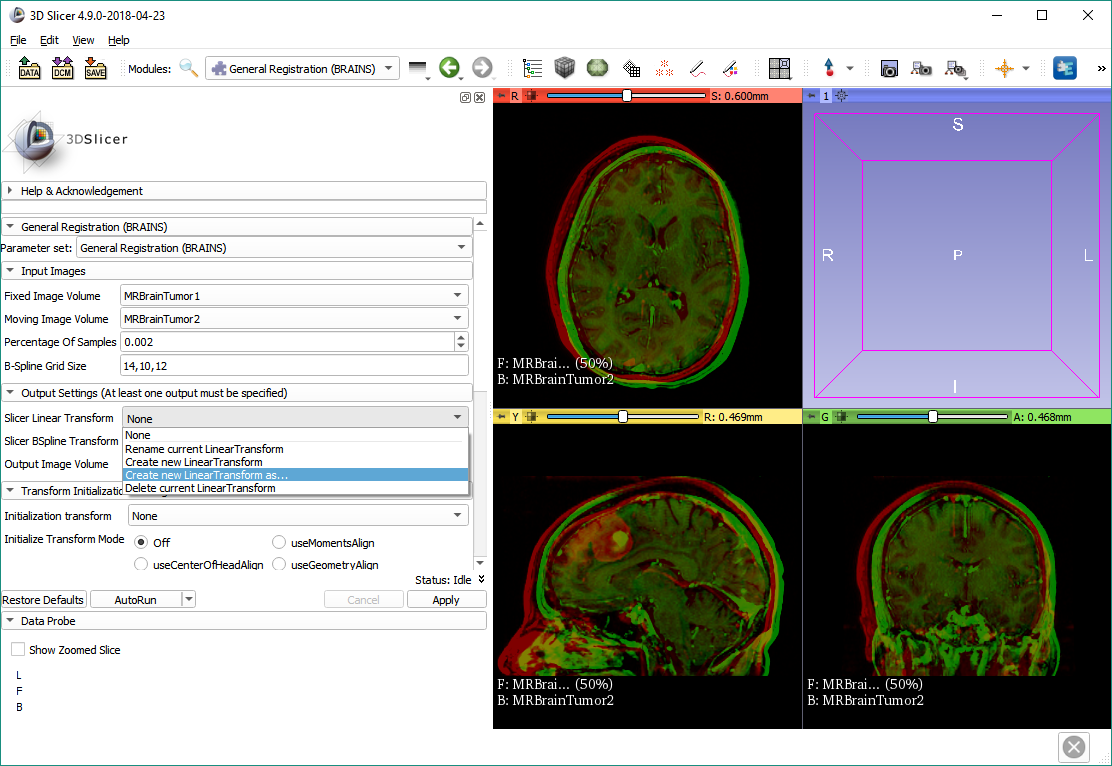 3D Slicer 4.9.0-2018-04-23
File Edit View Help
DATA DCM SAVE Modules: General Registration (BRAINS)
3DSlicer
Help & Acknowledgement
General Registration (BRAINS)
Parameter set: General Registration (BRAINS)
Input Images
Fixed Image Volume MRBrainTumor1
Moving Image Volume MRBrainTumor2
Percentage Of Samples 0.002
B-Spline Grid Size 14,10,12
Output Settings (At least one output must be specified)
Slicer Linear Transform None
Slicer BSpline Transform
Output Image Volume
None
Rename current LinearTransform
Create new LinearTransform
Create new LinearTransform as...
Delete current LinearTransform
Transform Initialization
Initialization transform None
Initialize Transform Mode Off useMomentsAlign
useCenterOfHeadAlign useGeometryAlign
Status: Idle
Restore Defaults AutoRun Cancel Apply
Data Probe
Show Zoomed Slice
L
F
B
R S: 0.600mm
F: MRBrai... (50%)
B: MRBrainTumor2
1
S
R P L
I
Y R: 0.469mm
F: MRBrai... (50%)
B: MRBrainTumor2
G A: 0.468mm
F: MRBrai... (50%)
B: MRBrainTumor2